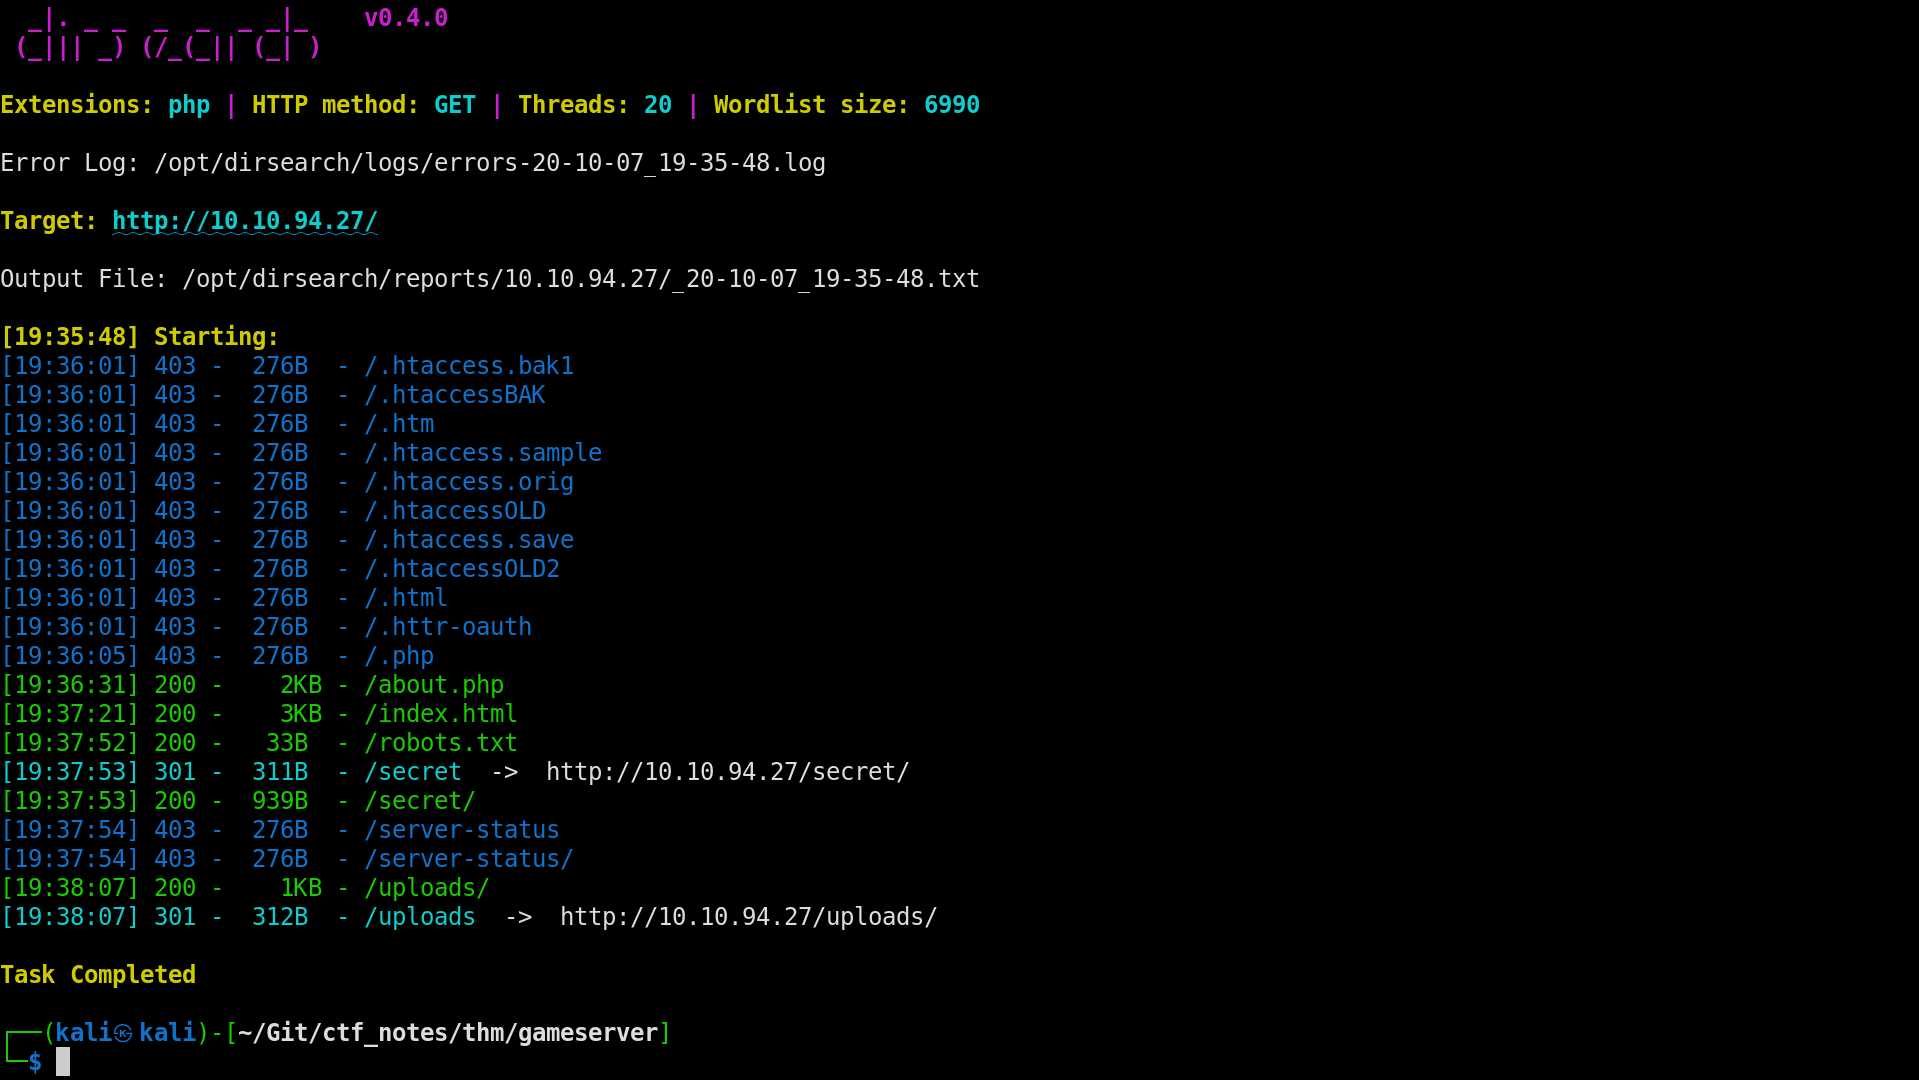 _|. _ _  _  _  _ _|_    v0.4.0
 (_||| _) (/_(_|| (_| )

Extensions: php | HTTP method: GET | Threads: 20 | Wordlist size: 6990

Error Log: /opt/dirsearch/logs/errors-20-10-07_19-35-48.log

Target: http://10.10.94.27/

Output File: /opt/dirsearch/reports/10.10.94.27/_20-10-07_19-35-48.txt

[19:35:48] Starting:
[19:36:01] 403 -  276B  - /.htaccess.bak1
[19:36:01] 403 -  276B  - /.htaccessBAK
[19:36:01] 403 -  276B  - /.htm
[19:36:01] 403 -  276B  - /.htaccess.sample
[19:36:01] 403 -  276B  - /.htaccess.orig
[19:36:01] 403 -  276B  - /.htaccessOLD
[19:36:01] 403 -  276B  - /.htaccess.save
[19:36:01] 403 -  276B  - /.htaccessOLD2
[19:36:01] 403 -  276B  - /.html
[19:36:01] 403 -  276B  - /.httr-oauth
[19:36:05] 403 -  276B  - /.php
[19:36:31] 200 -    2KB - /about.php
[19:37:21] 200 -    3KB - /index.html
[19:37:52] 200 -   33B  - /robots.txt
[19:37:53] 301 -  311B  - /secret  ->  http://10.10.94.27/secret/
[19:37:53] 200 -  939B  - /secret/
[19:37:54] 403 -  276B  - /server-status
[19:37:54] 403 -  276B  - /server-status/
[19:38:07] 200 -    1KB - /uploads/
[19:38:07] 301 -  312B  - /uploads  ->  http://10.10.94.27/uploads/

Task Completed

┌──(kali㉿kali)-[~/Git/ctf_notes/thm/gameserver]
└─$